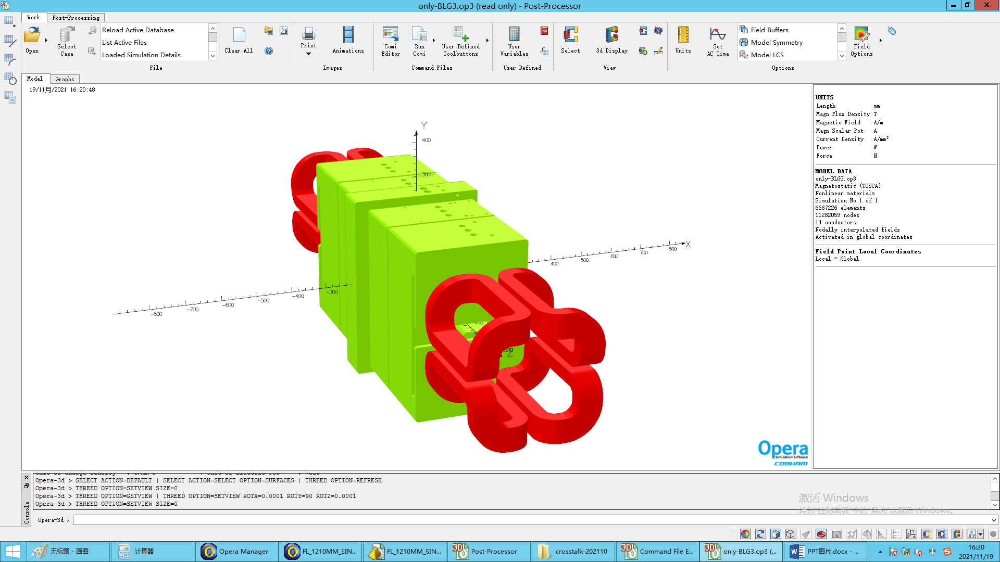 only-BLG3.op3 (read only) - Post-Processor
Work
Post-Processing
Open
Select Case
Reload Active Database
List Active Files
Loaded Simulation Details
File
Clear All
Print
Animations
Images
Comi Editor
Run Comi
User Defined Toolbuttons
Command Files
User Variables
User Defined
Select
3d Display
View
Units
Set AC Time
Field Buffers
Model Symmetry
Model LCS
Options
Field Options
Model
Graphs
19/11月/2021 16:20:48
Y
400
300
X
800
700
600
500
400
-300
-400
-500
-600
-700
-800
Z
UNITS
Length mm
Magn Flux Density T
Magnetic Field A/m
Magn Scalar Pot A
Current Density A/mm²
Power W
Force N
MODEL DATA
only-BLG3.op3
Magnetostatic (TOSCA)
Nonlinear materials
Simulation No 1 of 1
6667226 elements
11282059 nodes
14 conductors
Nodally interpolated fields
Activated in global coordinates
Field Point Local Coordinates
Local = Global
Opera
Simulation Software
COBHAM
Console
Opera-3d > SELECT ACTION=DEFAULT | SELECT ACTION=SELECT OPTION=SURFACES | THREED OPTION=REFRESH
Opera-3d > THREED OPTION=SETVIEW SIZE=0
Opera-3d > THREED OPTION=GETVIEW | THREED OPTION=SETVIEW ROTX=0.0001 ROTY=90 ROTZ=0.0001
Opera-3d > THREED OPTION=SETVIEW SIZE=0
激活 Windows
转到"控制面板"中的"系统"以激活 Windows。
Opera-3d >
无标题 - 画图
计算器
Opera Manager
FL_1210MM_SIN...
FL_1210MM_SIN...
Post-Processor
crosstalk-202110
Command File E...
only-BLG3.op3 (...
PPT图片.docx - ...
中
16:20
2021/11/19